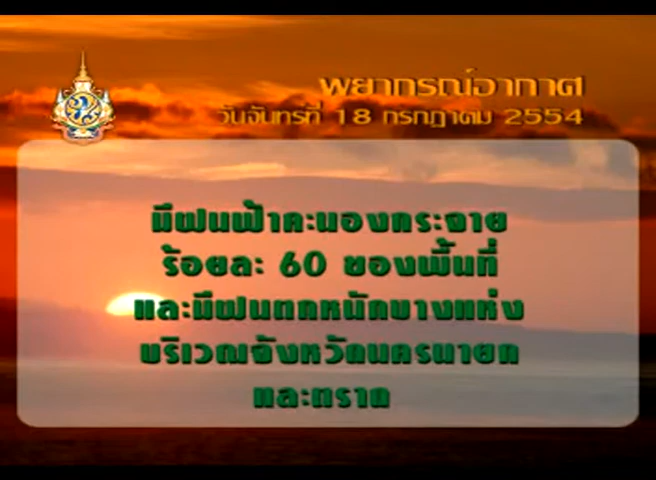 พยากรณ์อากาศ
วันจันทร์ที่ 18 กรกฎาคม 2554
มีฝนฟ้าคะนองกระจาย
ร้อยละ 60 ของพื้นที่
และมีฝนตกหนักบางแห่ง
บริเวณจังหวัดนครนายก
และตราด